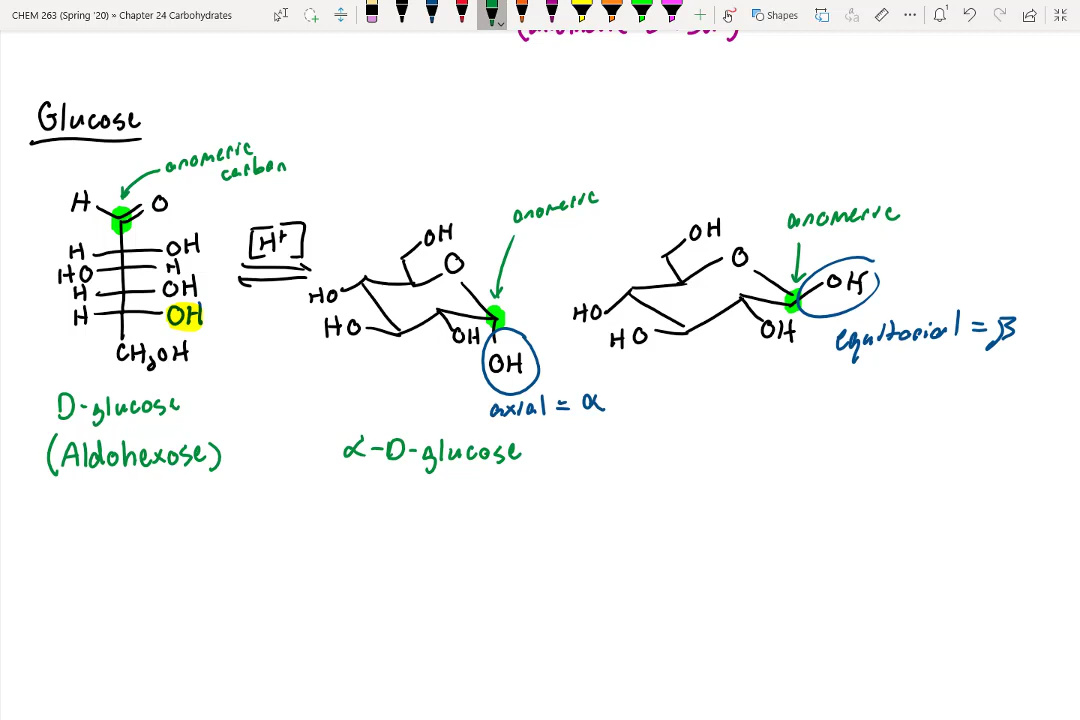 CHEM 263 (Spring '20) » Chapter 24 Carbohydrates
Shapes
Glucose
anomeric
carbon
H O
H OH
HO H
H OH
H OH
CH₂OH
D-glucose
(Aldohexose)
[H⁺]
anomeric
OH
O
HO
HO
OH
OH
axial = α
α-D-glucose
anomeric
OH
O
OH
HO
HO
OH
equitorial = β